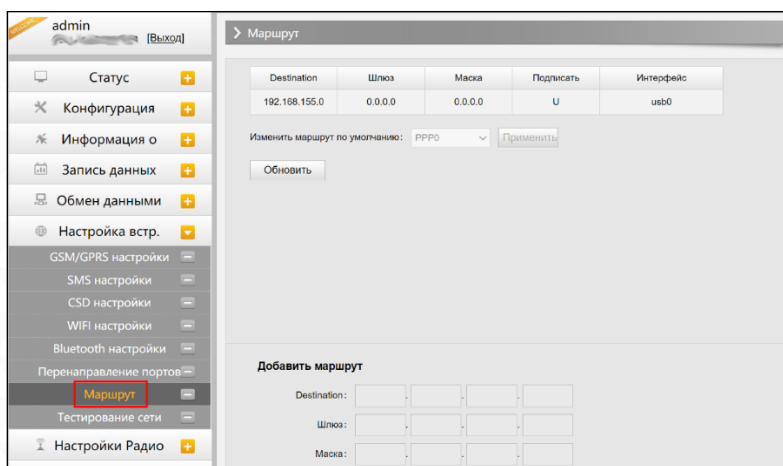 WELCOME
admin
[Выход]
Статус
Конфигурация
Информация о
Запись данных
Обмен данными
Настройка встр.
GSM/GPRS настройки
SMS настройки
CSD настройки
WIFI настройки
Bluetooth настройки
Перенаправление портов
Маршрут
Тестирование сети
Настройки Радио
Маршрут
Destination Шлюз Маска Подписать Интерфейс
192.168.155.0 0.0.0.0 0.0.0.0 U usb0
Изменить маршрут по умолчанию: PPP0 Применить
Обновить
Добавить маршрут
Destination:
Шлюз:
Маска: